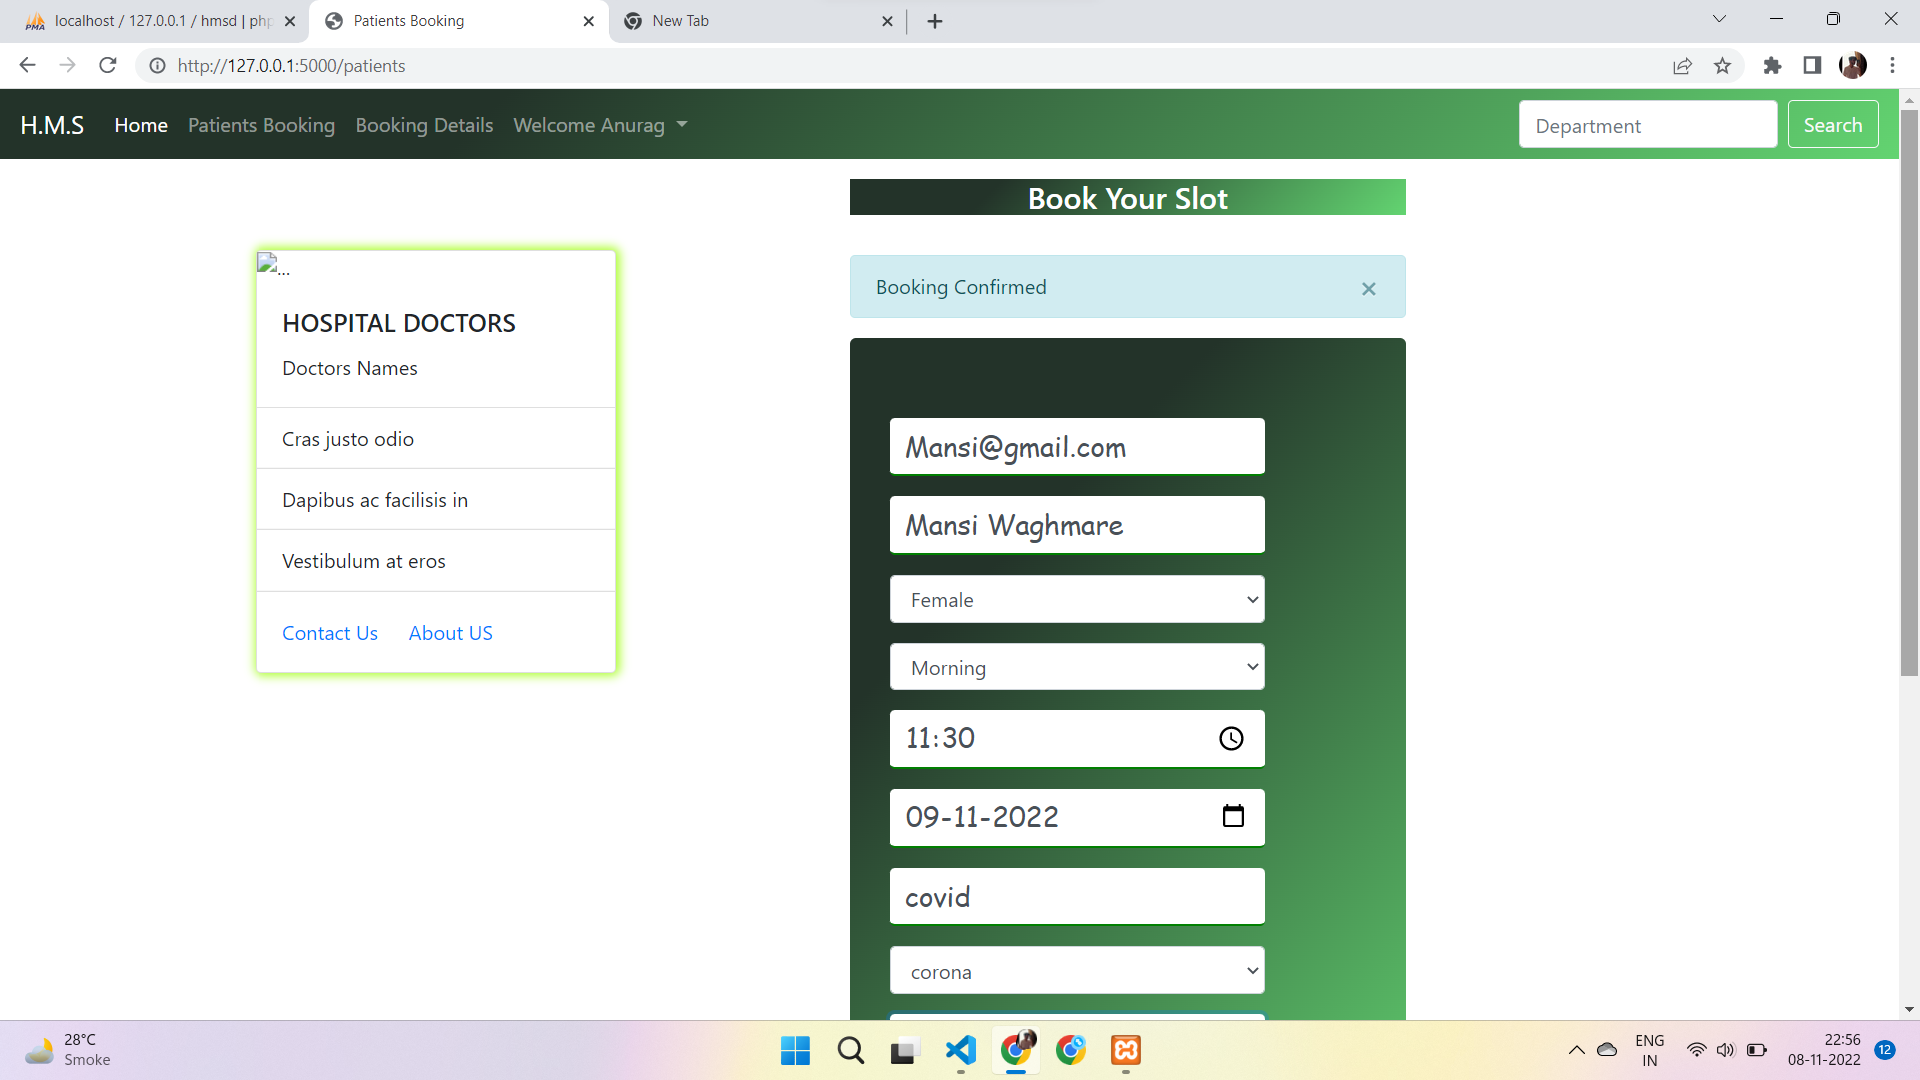 localhost / 127.0.0.1 / hmsd | php
Patients Booking
New Tab
http://127.0.0.1:5000/patients
H.M.S
Home
Patients Booking
Booking Details
Welcome Anurag
Department
Search
Book Your Slot
...
HOSPITAL DOCTORS
Doctors Names
Cras justo odio
Dapibus ac facilisis in
Vestibulum at eros
Contact Us
About US
Booking Confirmed
×
Mansi@gmail.com
Mansi Waghmare
Female
Morning
11:30
09-11-2022
covid
corona
28°C
Smoke
ENG
IN
22:56
08-11-2022
12
PMA